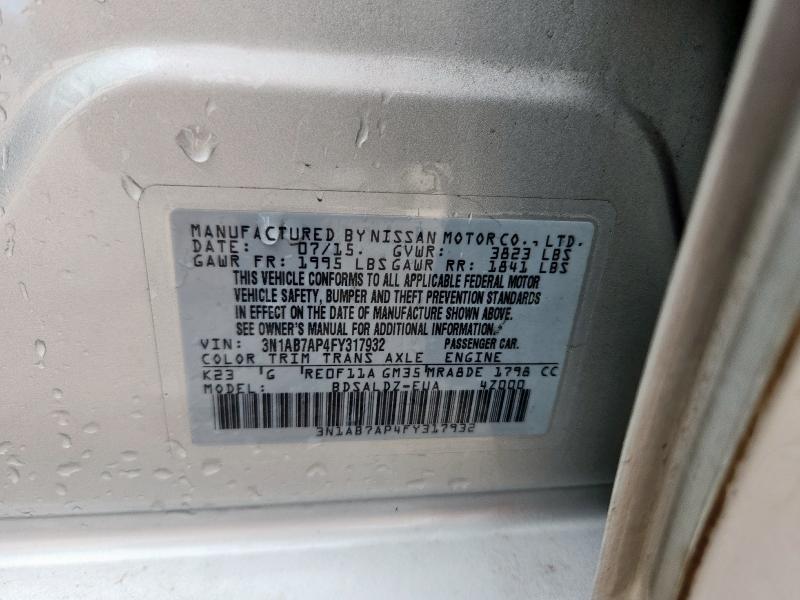 MANUFACTURED BY NISSAN MOTOR CO., LTD.
DATE: 07/15. GVWR: 3823 LBS
GAWR FR: 1995 LBS GAWR RR: 1841 LBS
THIS VEHICLE CONFORMS TO ALL APPLICABLE FEDERAL MOTOR
VEHICLE SAFETY, BUMPER AND THEFT PREVENTION STANDARDS
IN EFFECT ON THE DATE OF MANUFACTURE SHOWN ABOVE.
SEE OWNER'S MANUAL FOR ADDITIONAL INFORMATION.
VIN: 3N1AB7AP4FY317932 PASSENGER CAR.
COLOR TRIM TRANS AXLE ENGINE
K23 G RE0F11A GM35 MRA8DE 1798 CC
MODEL: BDSALDZ-EUA 4Z000
3N1AB7AP4FY317932